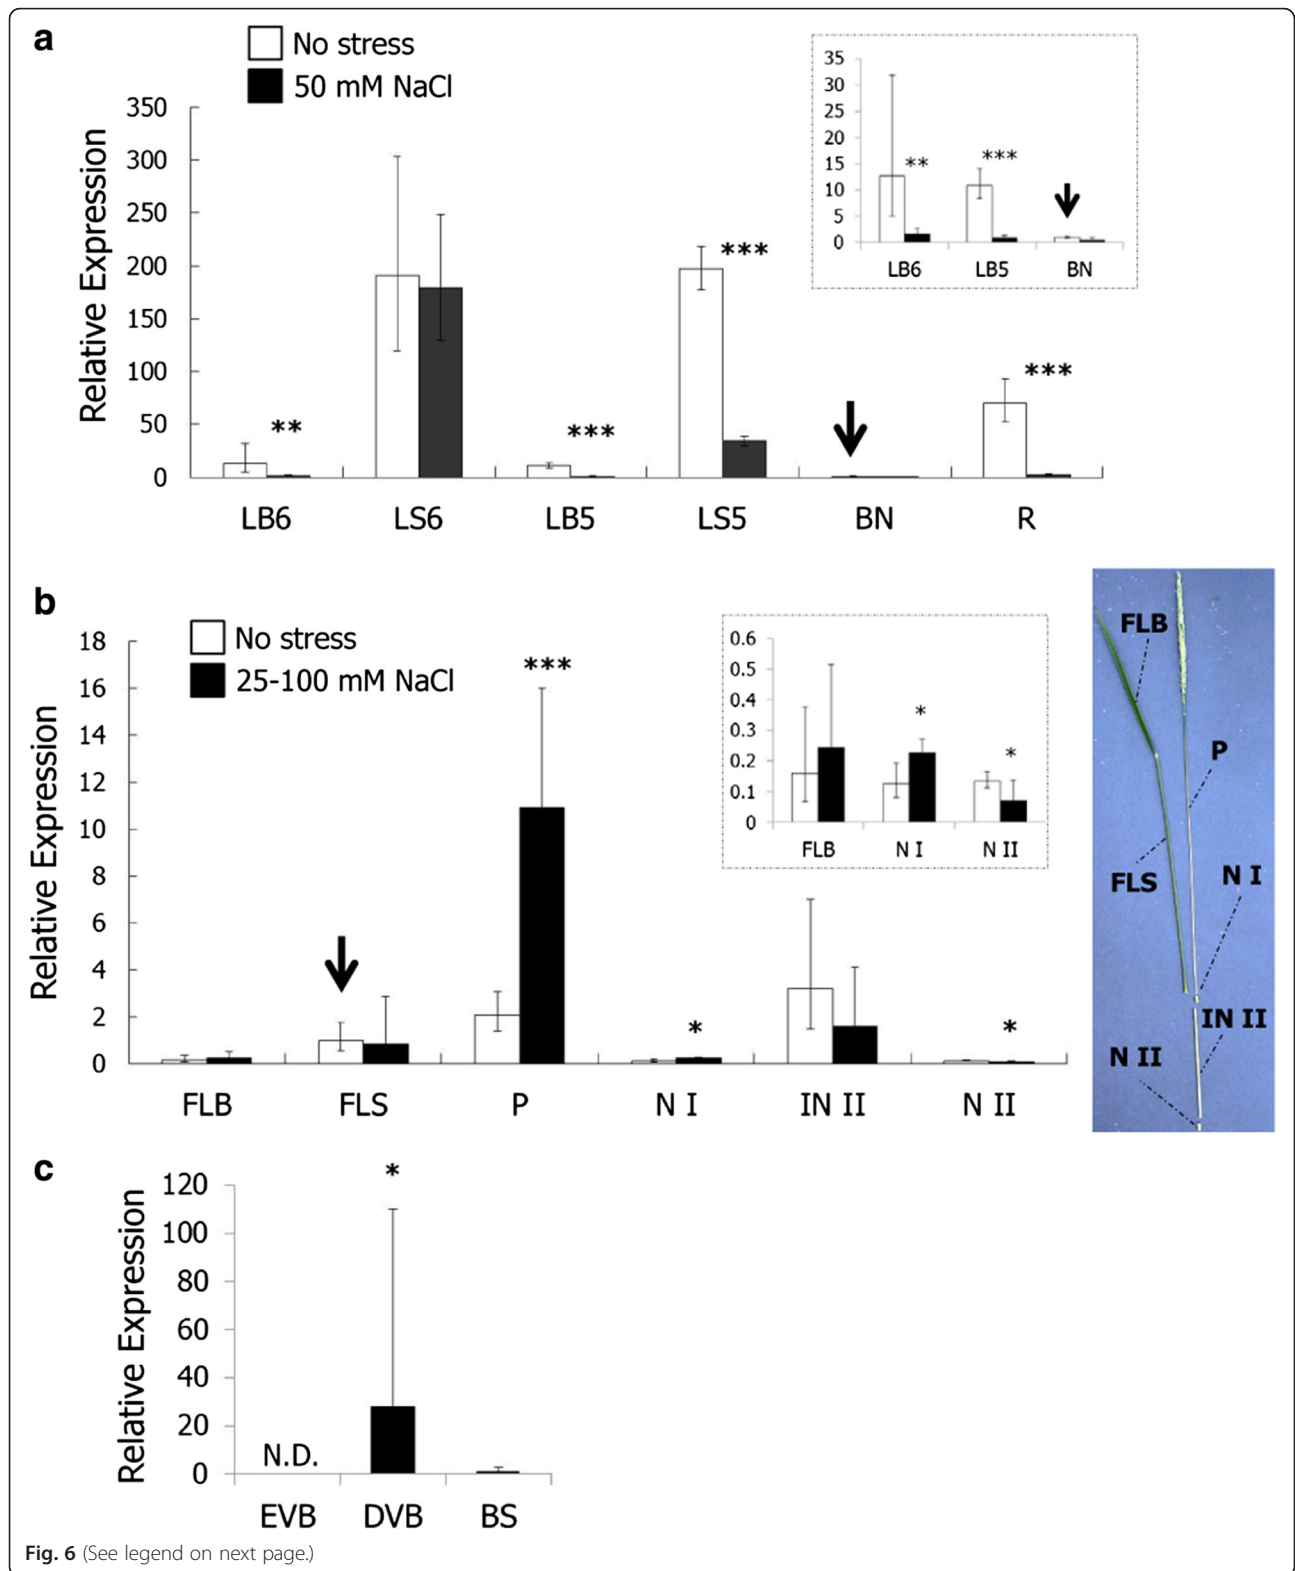 a
No stress
50 mM NaCl
Relative Expression
350
300
250
200
150
100
50
0
**
***
***
***
LB6 LS6 LB5 LS5 BN R
35
30
25
20
15
10
5
0
**
***
LB6 LB5 BN
b
No stress
25-100 mM NaCl
Relative Expression
18
16
14
12
10
8
6
4
2
0
***
*
*
FLB FLS P N I IN II N II
0.6
0.5
0.4
0.3
0.2
0.1
0
*
*
FLB N I N II
FLB
P
FLS
N I
IN II
N II
c
Relative Expression
120
100
80
60
40
20
0
*
N.D.
EVB DVB BS
Fig. 6 (See legend on next page.)